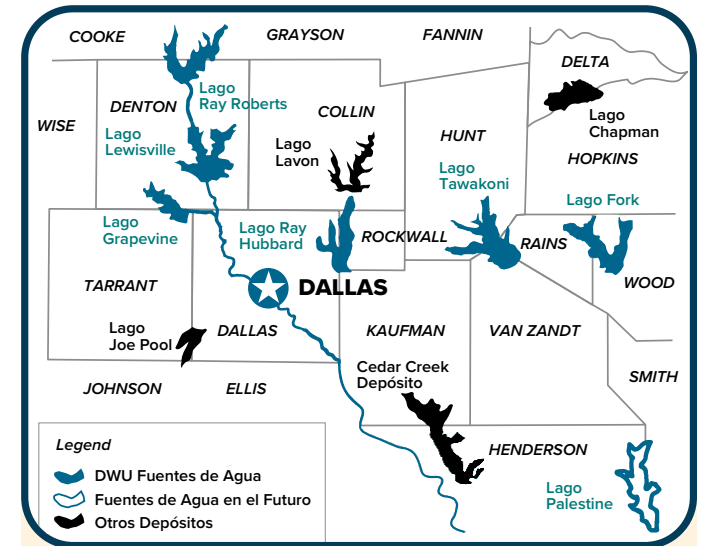 COOKE
GRAYSON
FANNIN
DELTA
Lago
Ray Roberts
DENTON
COLLIN
Lago
Chapman
WISE
Lago
Lewisville
Lago
Lavon
HUNT
HOPKINS
Lago
Tawakoni
Lago Fork
Lago
Grapevine
Lago Ray
Hubbard
ROCKWALL
RAINS
TARRANT
DALLAS
WOOD
Lago
Joe Pool
DALLAS
KAUFMAN
VAN ZANDT
Cedar Creek
Depósito
SMITH
JOHNSON
ELLIS
HENDERSON
Lago
Palestine
Legend
DWU Fuentes de Agua
Fuentes de Agua en el Futuro
Otros Depósitos